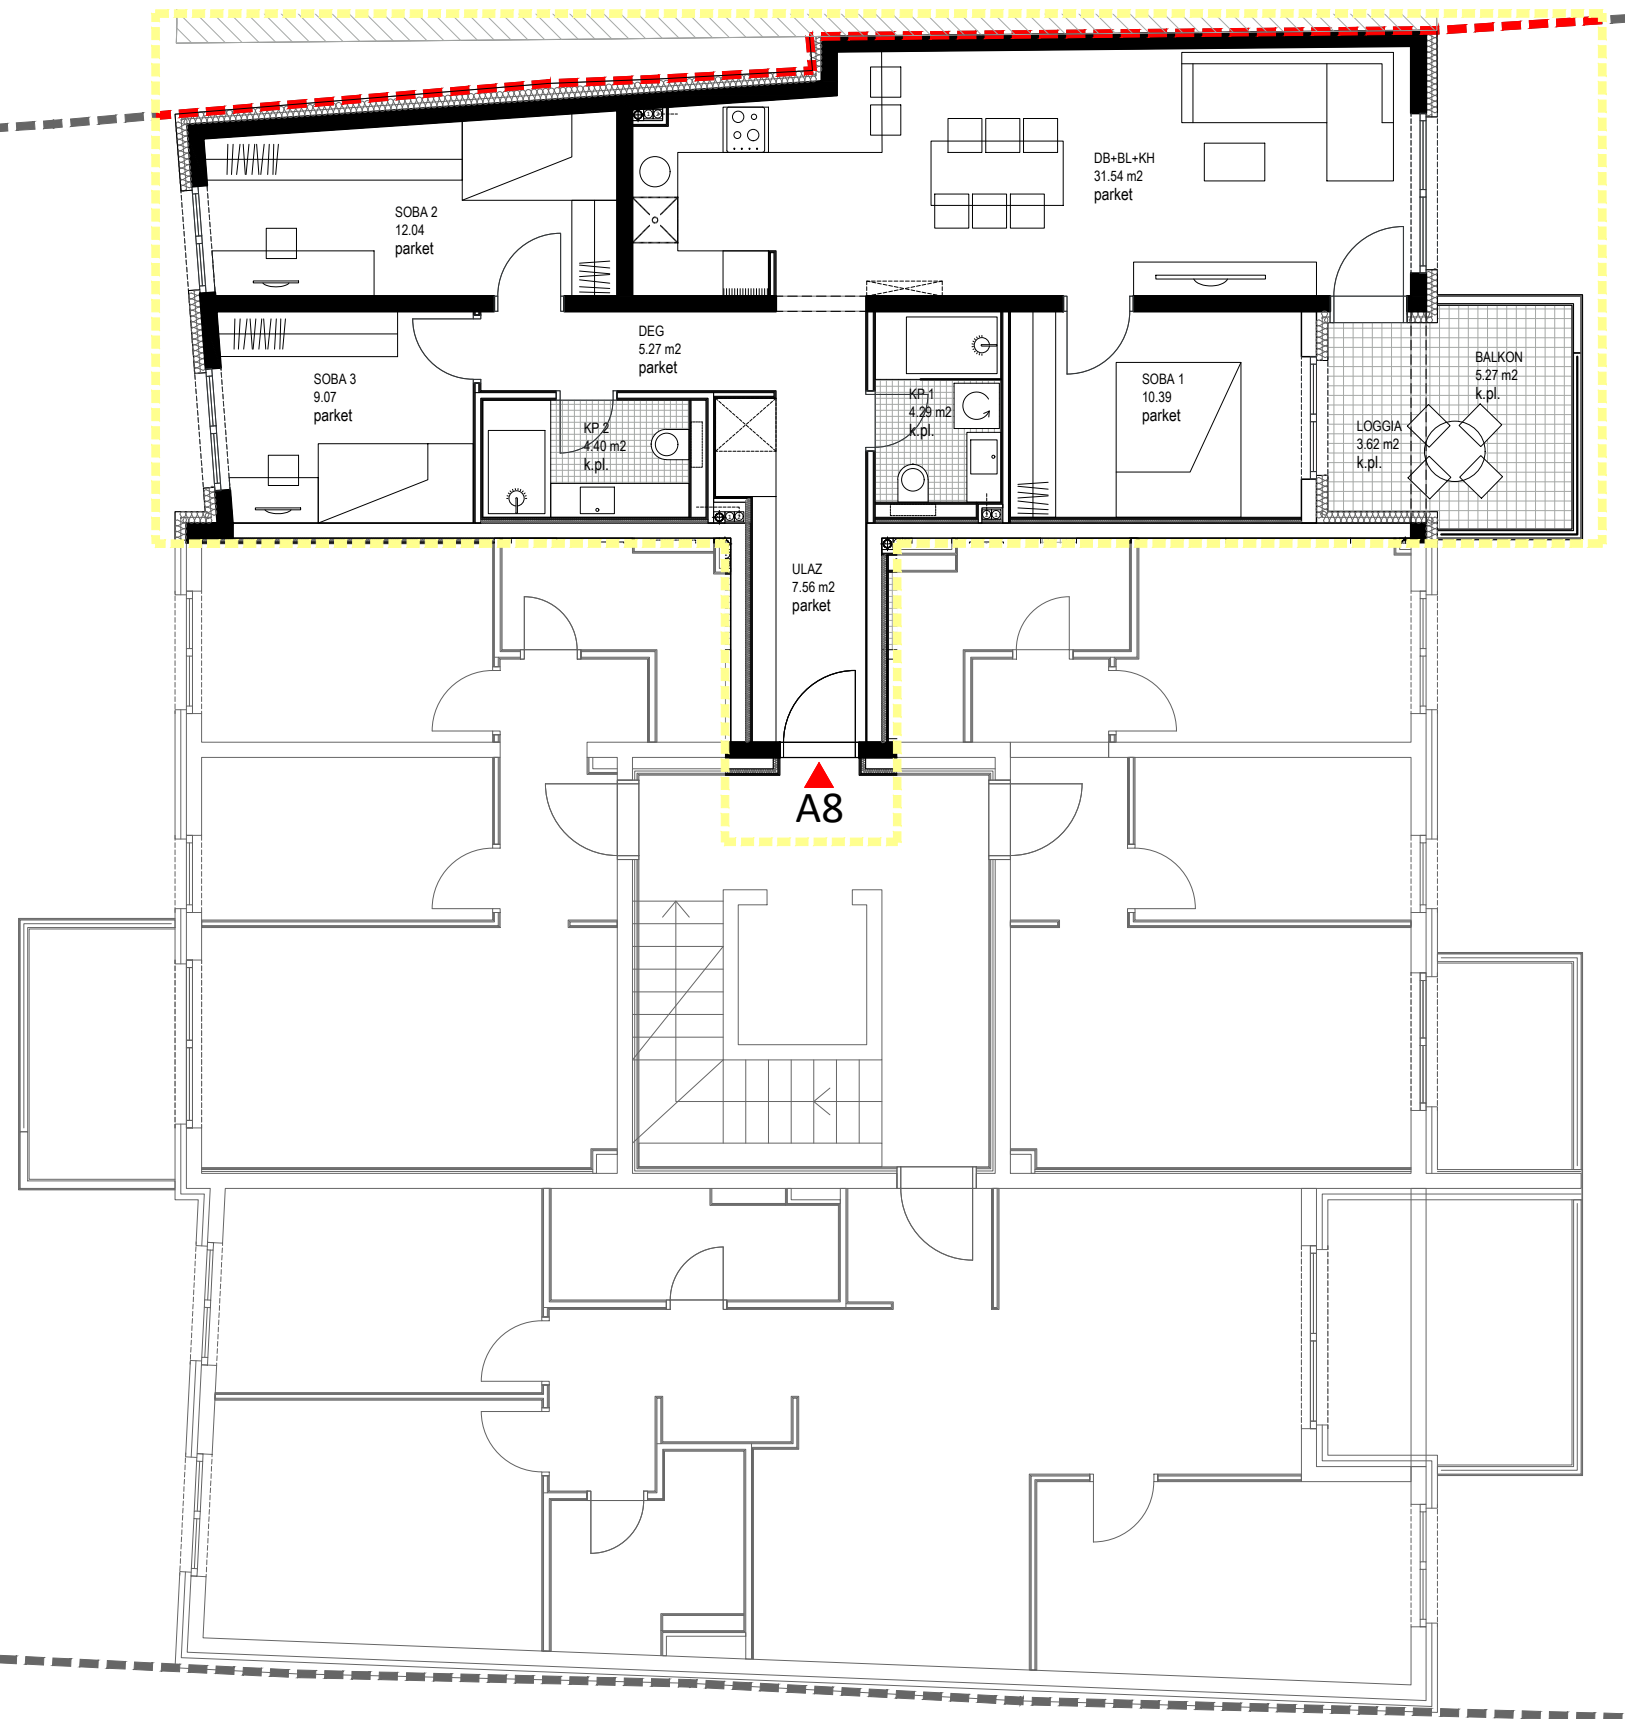 DB+BL+KH
31.54 m2
parket
SOBA 2
12.04
parket
DEG
5.27 m2
parket
SOBA 3
9.07
parket
KP 2
4.40 m2
k.pl.
KP 1
4.29 m2
k.pl.
SOBA 1
10.39
parket
BALKON
5.27 m2
k.pl.
LOGGIA
3.62 m2
k.pl.
ULAZ
7.56 m2
parket
A8